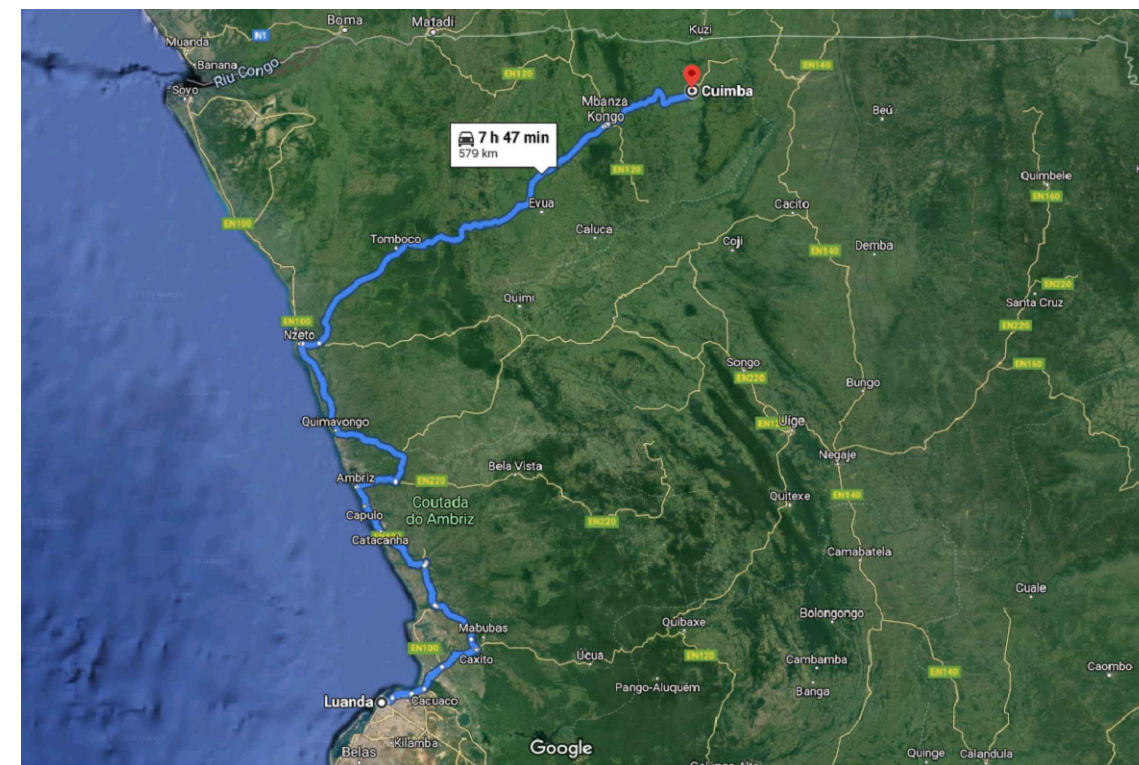 Boma
Matadi
Kuzi
Muanda
IN1
Banana
Riu Congo
Soyo
EN120
EN140
Cuimba
Mbanza
Kongo
Beú
7 h 47 min
579 km
EN120
Quimbele
EN160
Evua
Cacito
EN100
Caluca
Tomboco
Coji
EN140
Demba
EN220
Quimi
Santa Cruz
EN100
Nzeto
EN220
Songo
EN160
EN220
Bungo
Quimavongo
Uíge
Negaje
Bela Vista
Ambriz
EN220
Coutada
do Ambriz
Quitexe
EN140
Capulo
EN220
Catacanha
Camabatela
Cuale
Bolongongo
Mabubas
Quibaxe
EN100
Caxito
Úcua
EN120
Cambamba
Caombo
EN140
Pango-Aluquém
Banga
Luanda
Cacuaco
Kilamba
Belas
Google
Quinge
Calandula